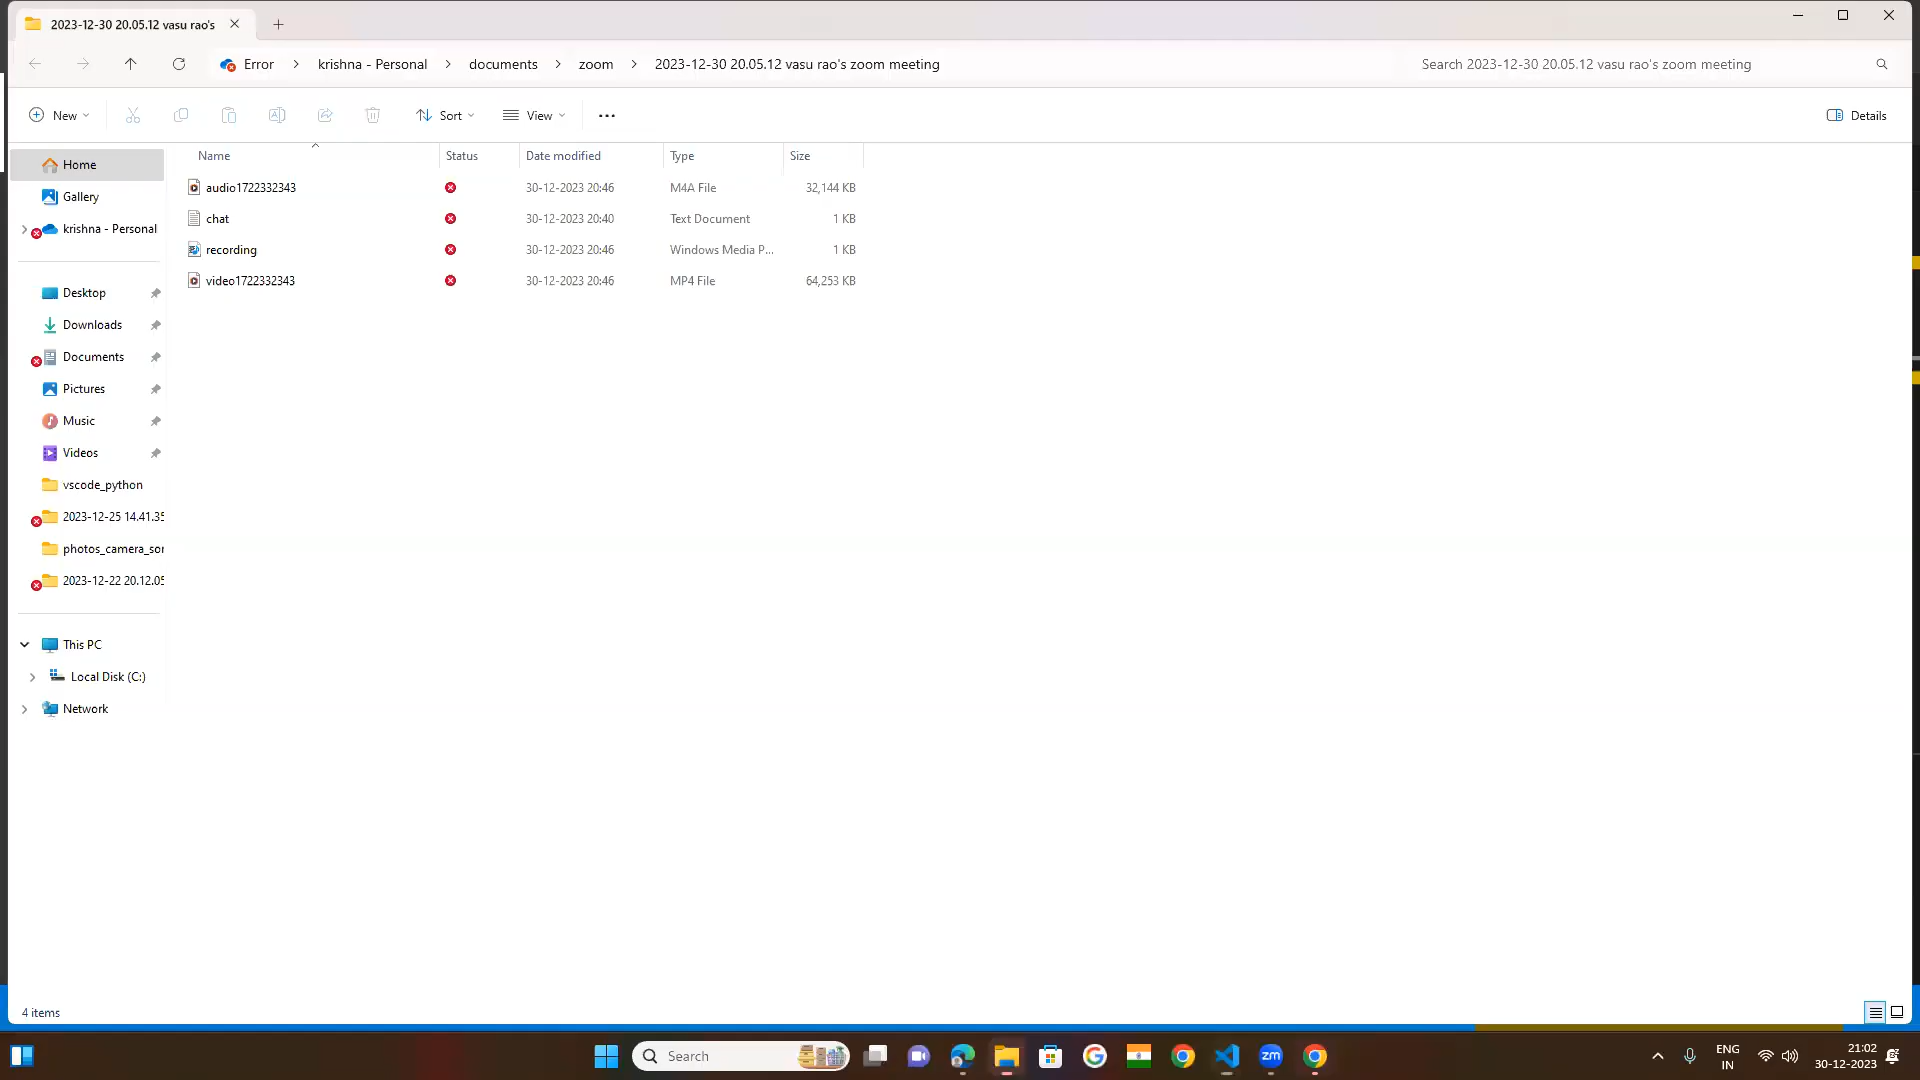 2023-12-30 20.05.12 vasu rao's
Error > krishna - Personal > documents > zoom > 2023-12-30 20.05.12 vasu rao's zoom meeting
Search 2023-12-30 20.05.12 vasu rao's zoom meeting
New Sort View ... Details
Name Status Date modified Type Size
audio1722332343 30-12-2023 20:46 M4A File 32,144 KB
chat 30-12-2023 20:40 Text Document 1 KB
recording 30-12-2023 20:46 Windows Media P... 1 KB
video1722332343 30-12-2023 20:46 MP4 File 64,253 KB
Home
Gallery
krishna - Personal
Desktop
Downloads
Documents
Pictures
Music
Videos
vscode_python
2023-12-25 14.41.35
photos_camera_sor
2023-12-22 20.12.05
This PC
Local Disk (C:)
Network
4 items
Search
zm
ENG
IN
21:02
30-12-2023